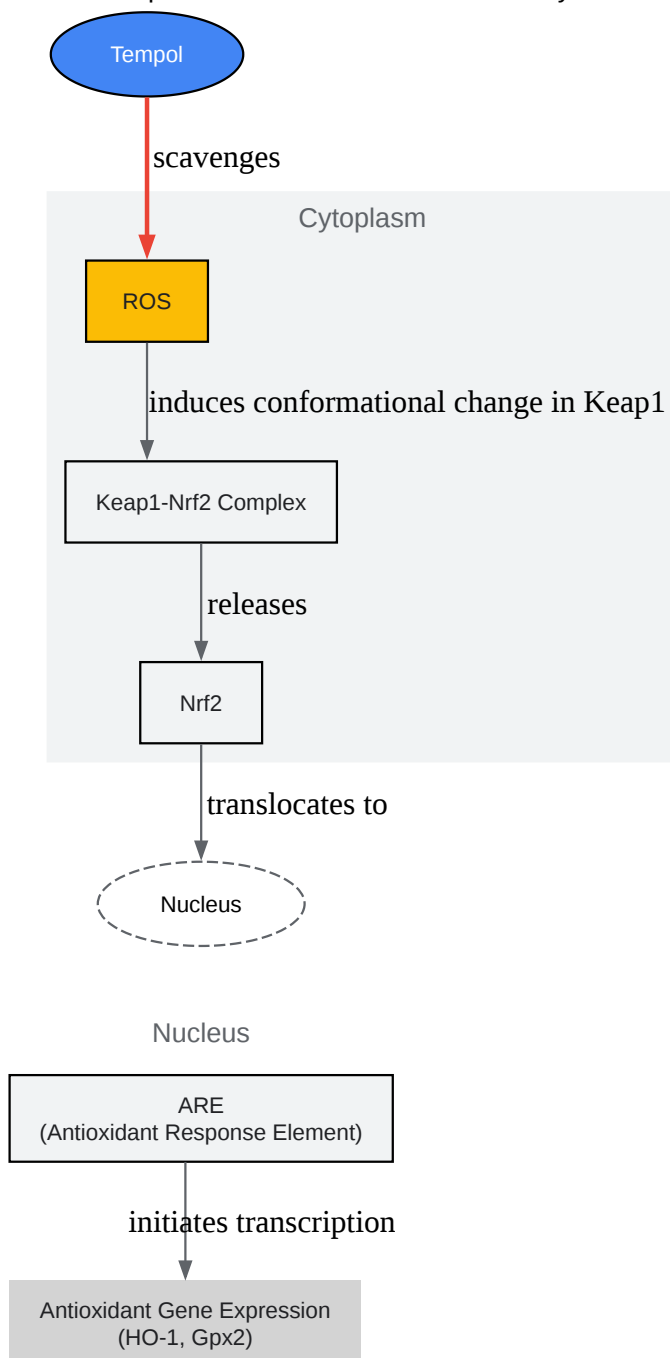 Tempol
scavenges
Cytoplasm
ROS
induces conformational change in Keap1
Keap1-Nrf2 Complex
releases
Nrf2
translocates to
Nucleus
Nucleus
ARE
(Antioxidant Response Element)
initiates transcription
Antioxidant Gene Expression
(HO-1, Gpx2)